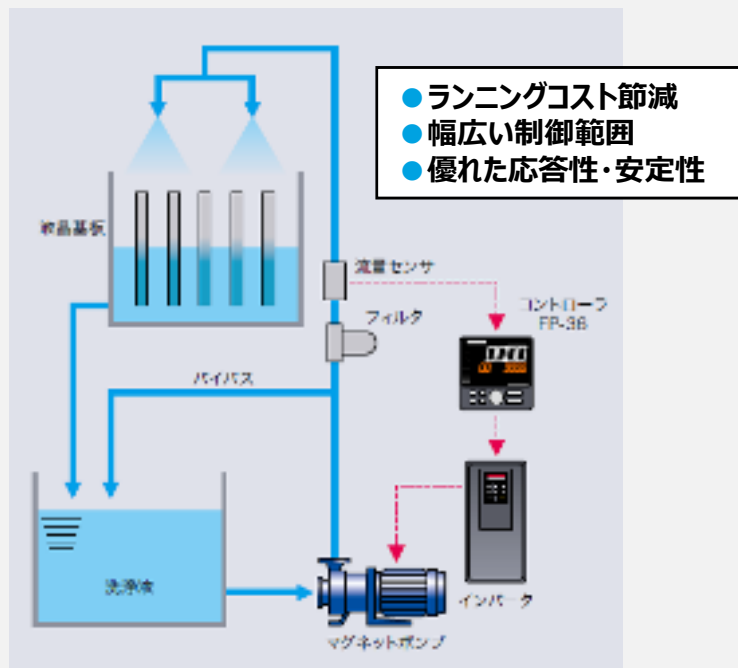 ●ランニングコスト節減
●幅広い制御範囲
●優れた応答性・安定性
液晶基板
流量センサ
コントローラ
FP-36
フィルタ
バイパス
洗浄液
インバータ
マグネットポンプ